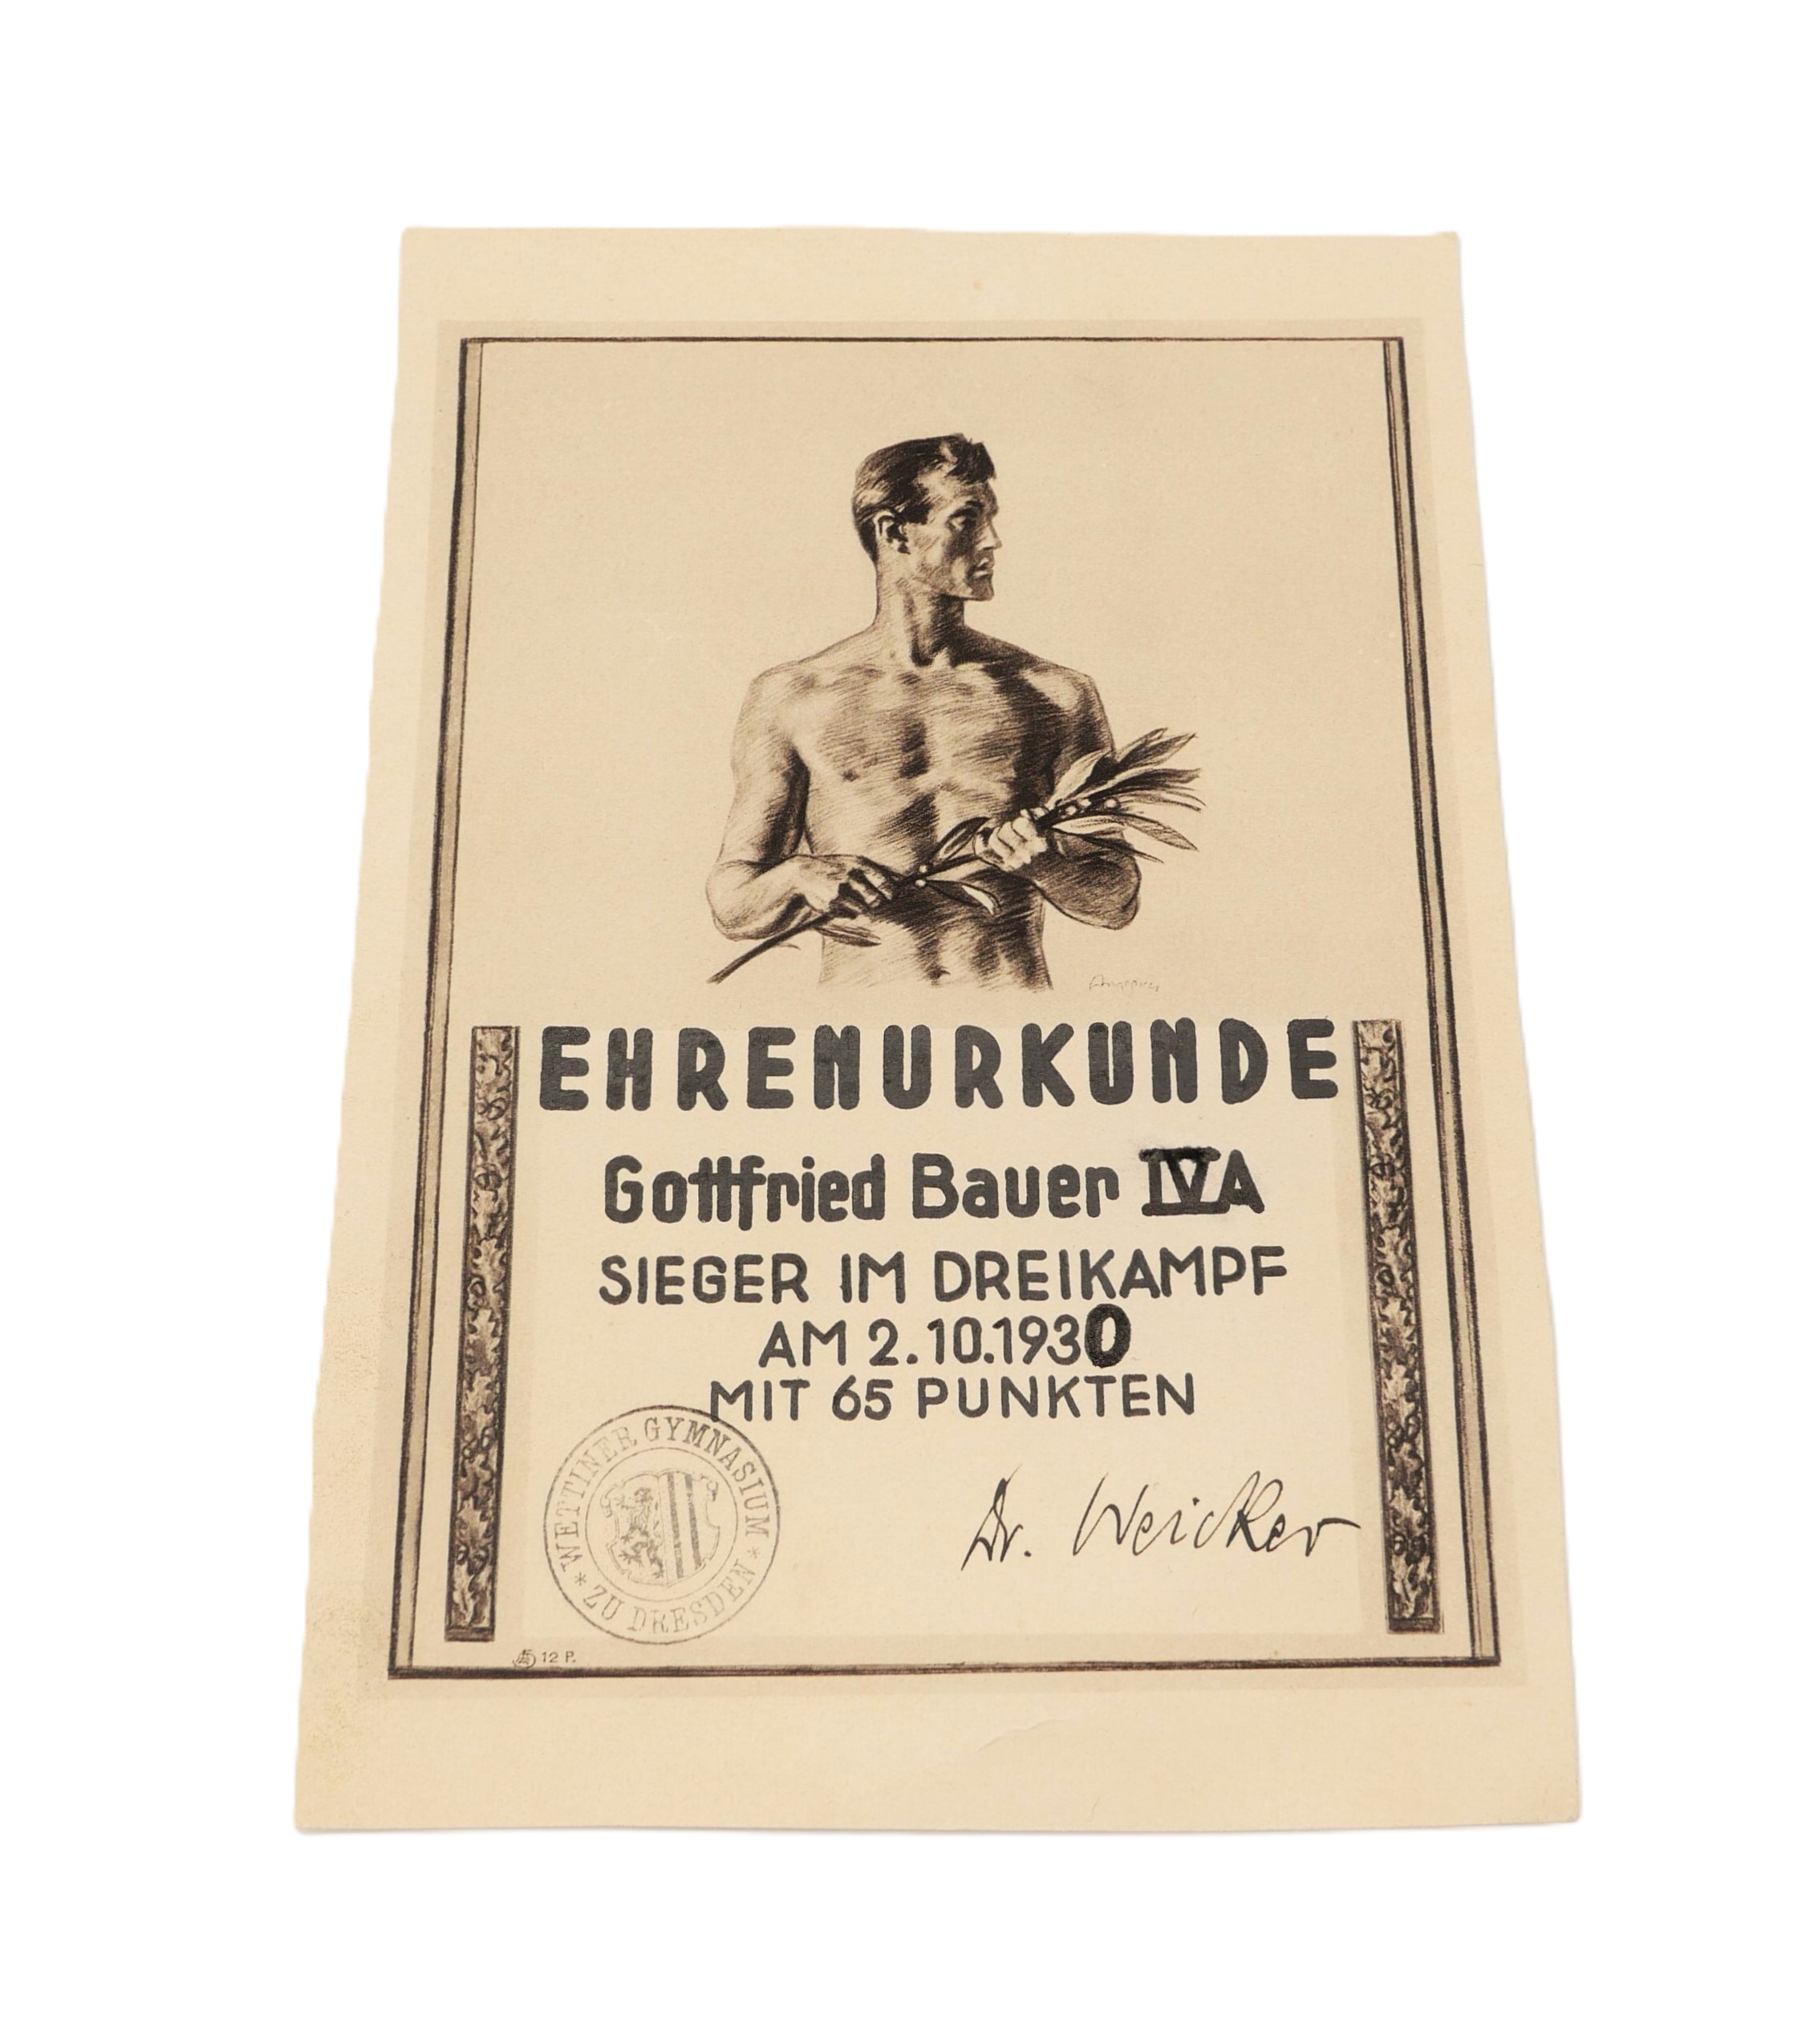 EHRENURKUNDE
Gottfried Bauer IVA
SIEGER IM DREIKAMPF
AM 2.10.1930
MIT 65 PUNKTEN
WETTINER GYMNASIUM
* ZU DRESDEN *
Dr. Weicker
12 P.